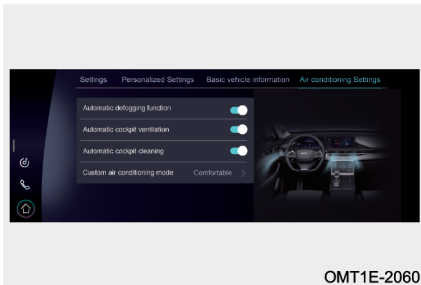 Settings Personalized Settings Basic vehicle information Air conditioning Settings
Automatic defogging function
Automatic cockpit ventilation
Automatic cockpit cleaning
Custom air conditioning mode Comfortable
OMT1E-2060